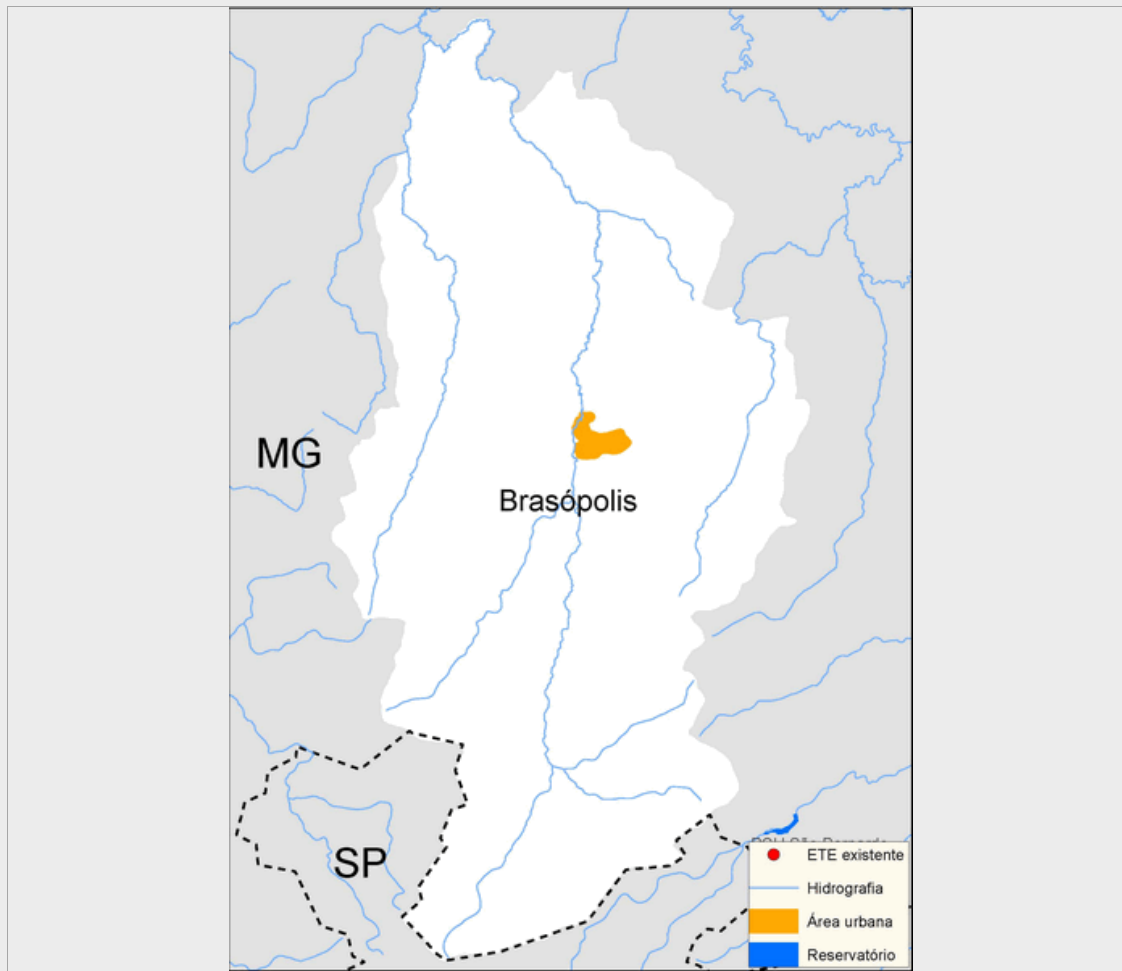 MG
Brasópolis
SP
ETE existente
Hidrografia
Área urbana
Reservatório